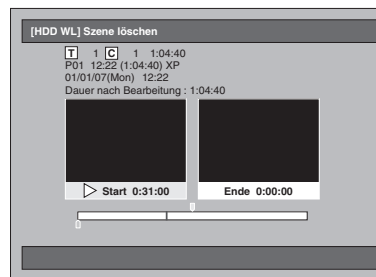 [HDD WL] Szene löschen
T 1 C 1 1:04:40
P01 12:22 (1:04:40) XP
01/01/07(Mon) 12:22
Dauer nach Bearbeitung : 1:04:40
Start 0:31:00 Ende 0:00:00